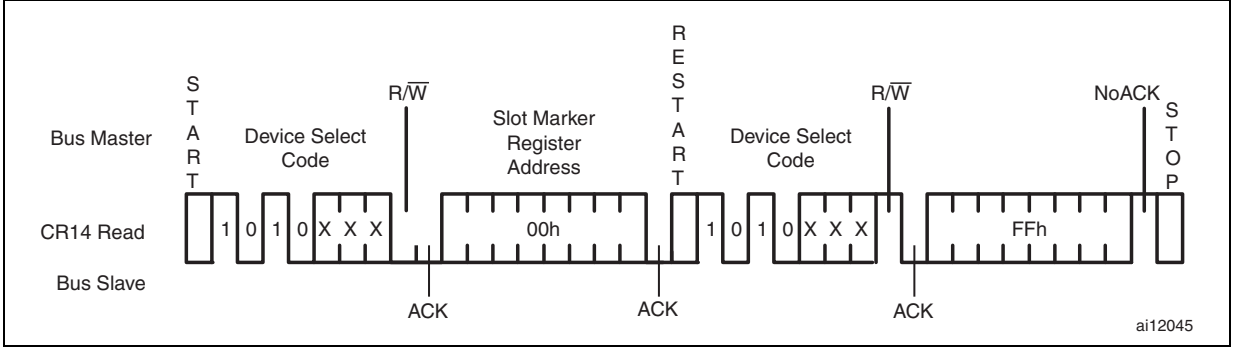 START
RESTART
R/W̅
R/W̅
NoACK
STOP
Bus Master
Device Select
Code
Slot Marker
Register
Address
Device Select
Code
CR14 Read
1 0 1 0 X X X
00h
1 0 1 0 X X X
FFh
Bus Slave
ACK
ACK
ACK
ai12045